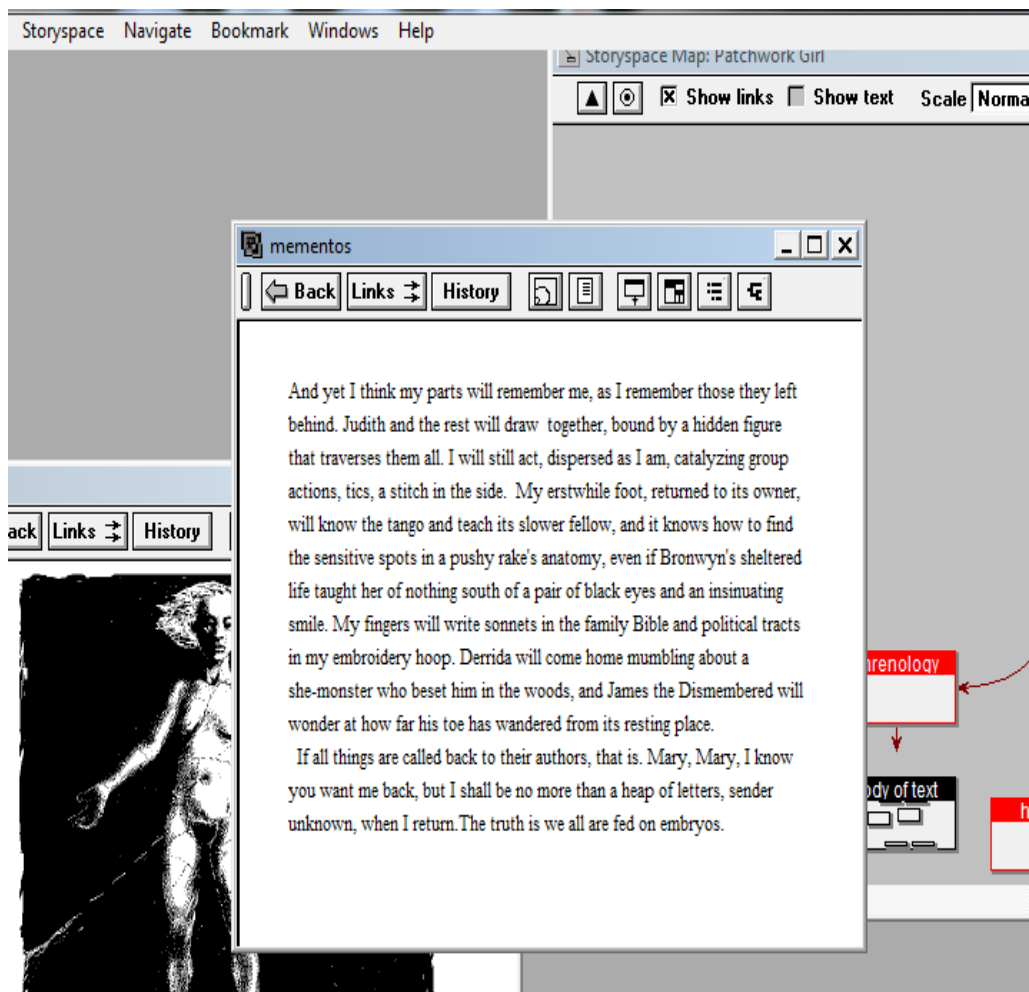 Storyspace Navigate Bookmark Windows Help
Storyspace Map: Patchwork Girl
Show links Show text Scale Norma
mementos
Back Links History
And yet I think my parts will remember me, as I remember those they left
behind. Judith and the rest will draw  together, bound by a hidden figure
that traverses them all. I will still act, dispersed as I am, catalyzing group
actions, tics, a stitch in the side.  My erstwhile foot, returned to its owner,
will know the tango and teach its slower fellow, and it knows how to find
the sensitive spots in a pushy rake's anatomy, even if Bronwyn's sheltered
life taught her of nothing south of a pair of black eyes and an insinuating
smile. My fingers will write sonnets in the family Bible and political tracts
in my embroidery hoop. Derrida will come home mumbling about a
she-monster who beset him in the woods, and James the Dismembered will
wonder at how far his toe has wandered from its resting place.
If all things are called back to their authors, that is. Mary, Mary, I know
you want me back, but I shall be no more than a heap of letters, sender
unknown, when I return.The truth is we all are fed on embryos.
ack Links History
hrenology
ody of text
h